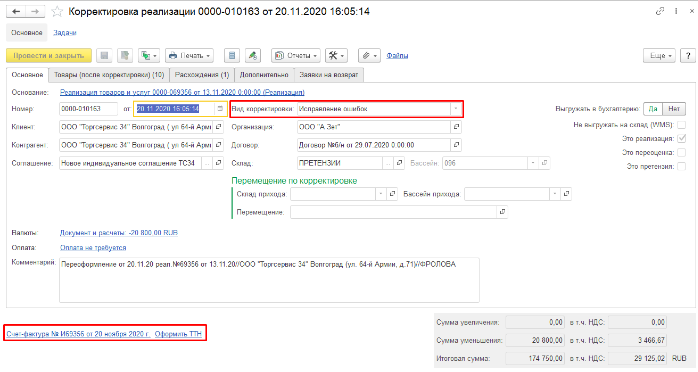 Корректировка реализации 0000-010163 от 20.11.2020 16:05:14
Основное Задачи
Провести и закрыть Печать Отчеты Файлы Еще ?
Основное Товары (после корректировки) (10) Расхождения (1) Дополнительно Заявки на возврат
Основание: Реализация товаров и услуг 0000-069356 от 13.11.2020 0:00:00 (Реализация)
Номер: 0000-010163 от: 20.11.2020 16:05:14 Вид корректировки: Исправление ошибок Выгружать в бухгалтерию: Да Нет
Клиент: ООО "Торгсервис 34" Волгоград ( ул 64-й Арми Организация: ООО "А Зет" Не выгружать на склад (WMS):
Это реализация:
Контрагент: ООО "Торгсервис 34" Волгоград ( ул 64-й Арми Договор: Договор №б/н от 29.07.2020 0:00:00
Это переоценка:
Соглашение: Новое индивидуальное соглашение ТС34 Склад: ПРЕТЕНЗИИ Бассейн: 096 Это претензия:
Перемещение по корректировке
Склад прихода: Бассейн прихода:
Перемещение:
Валюты: Документ и расчеты: -20 800,00 RUB
Оплата: Оплата не требуется
Комментарий: Переоформление от 20.11.20 реал.№69356 от 13.11.20//ООО "Торгсервис 34" Волгоград (ул. 64-й Армии, д.71)//ФРОЛОВА
Сумма увеличения: 0,00 в т.ч. НДС: 0,00
Счет-фактура № И69356 от 20 ноября 2020 г. Оформить ТТН
Сумма уменьшения: 20 800,00 в т.ч. НДС: 3 466,67
Итоговая сумма: 174 750,00 в т.ч. НДС: 29 125,02 RUB